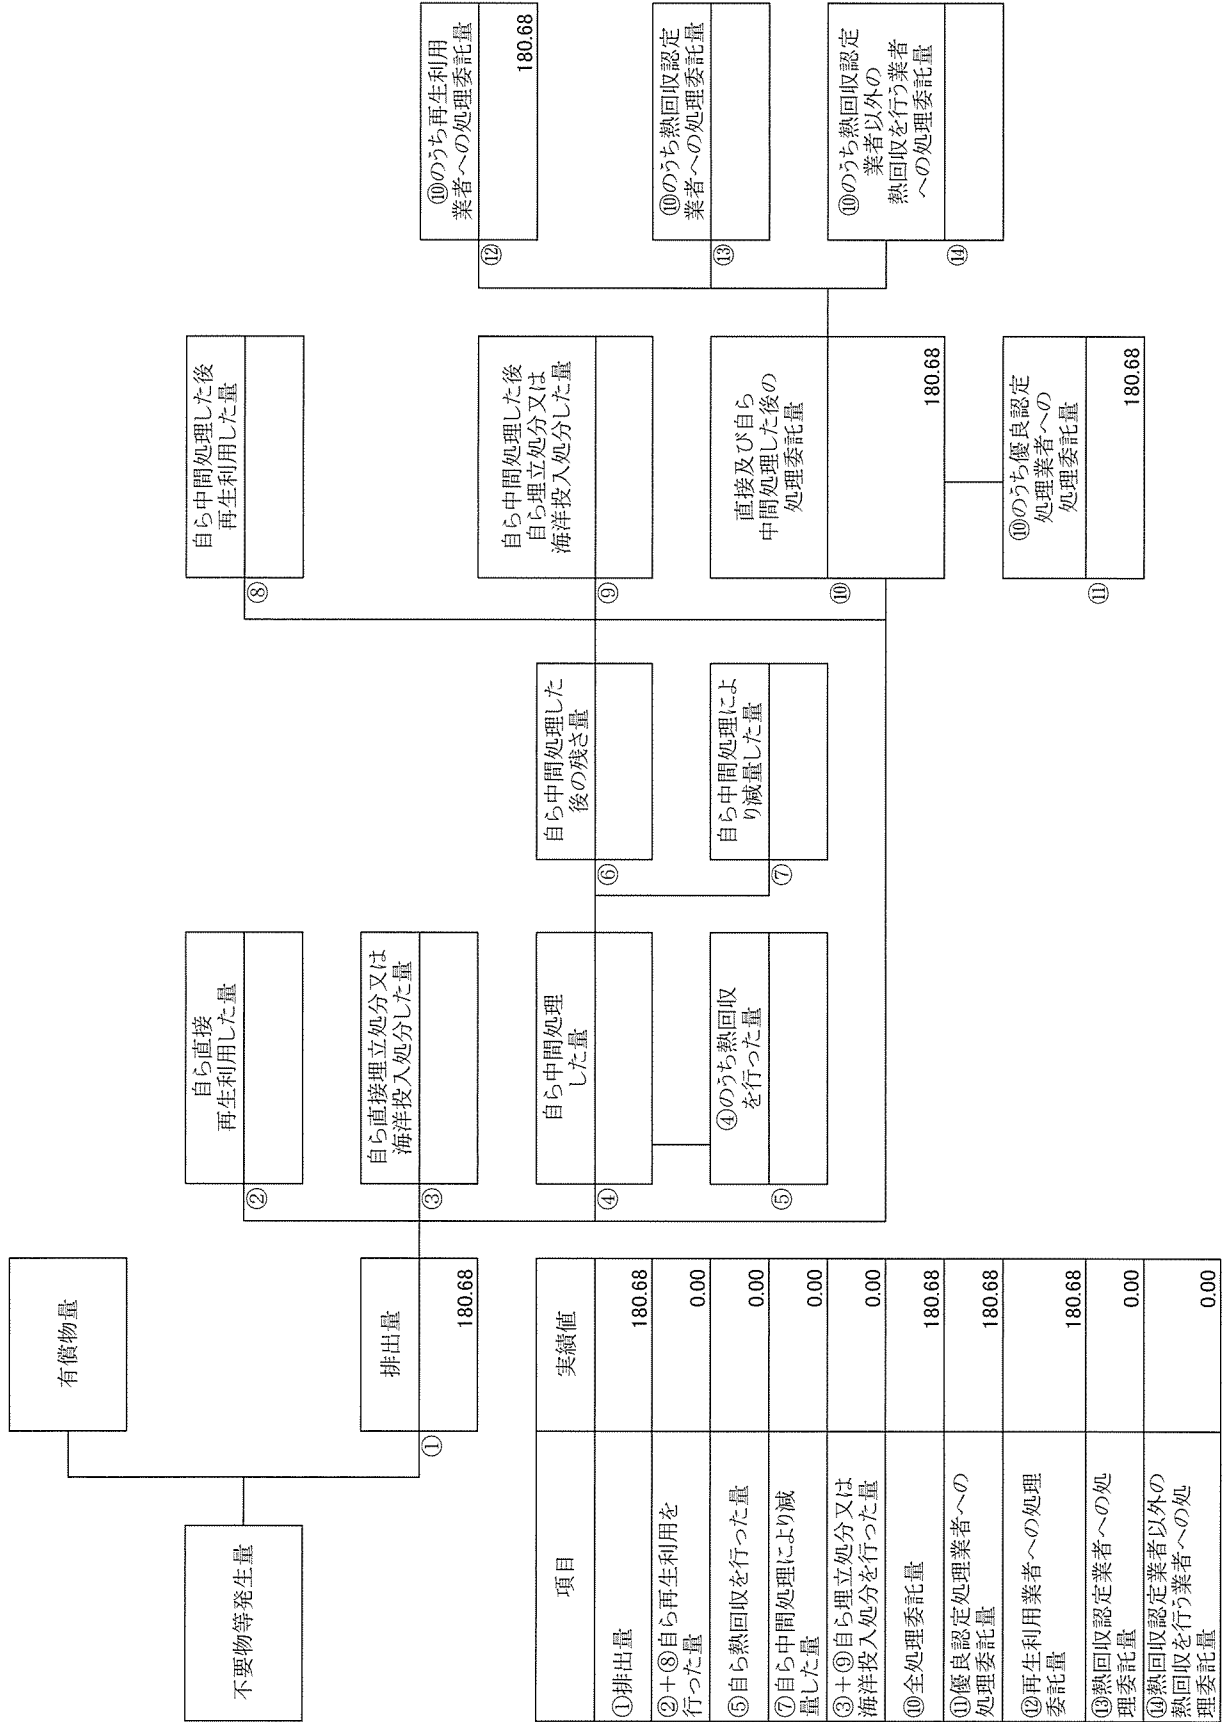 不要物等発生量
有償物量
排出量
①
180.68
自ら直接
再生利用した量
②
自ら直接埋立処分又は
海洋投入処分した量
③
自ら中間処理
した量
④
④のうち熱回収
を行った量
⑤
自ら中間処理した
後の残さ量
⑥
自ら中間処理によ
り減量した量
⑦
自ら中間処理した後
再生利用した量
⑧
自ら中間処理した後
自ら埋立処分又は
海洋投入処分した量
⑨
直接及び自ら
中間処理した後の
処理委託量
⑩
180.68
⑩のうち優良認定
処理業者への
処理委託量
⑪
180.68
⑩のうち再生利用
業者への処理委託量
⑫
180.68
⑩のうち熱回収認定
業者への処理委託量
⑬
⑩のうち熱回収認定
業者以外の
熱回収を行う業者
への処理委託量
⑭
項目 実績値
①排出量 180.68
②+⑧自ら再生利用を
行った量 0.00
⑤自ら熱回収を行った量 0.00
⑦自ら中間処理により減
量した量 0.00
③+⑨自ら埋立処分又は
海洋投入処分を行った量 0.00
⑩全処理委託量 180.68
⑪優良認定処理業者への
処理委託量 180.68
⑫再生利用業者への処理
委託量 180.68
⑬熱回収認定業者への処
理委託量 0.00
⑭熱回収認定業者以外の
熱回収を行う業者への処
理委託量 0.00